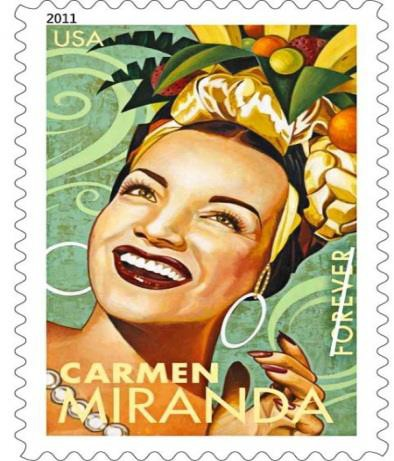 2011
USA
FOREVER
CARMEN
MIRANDA